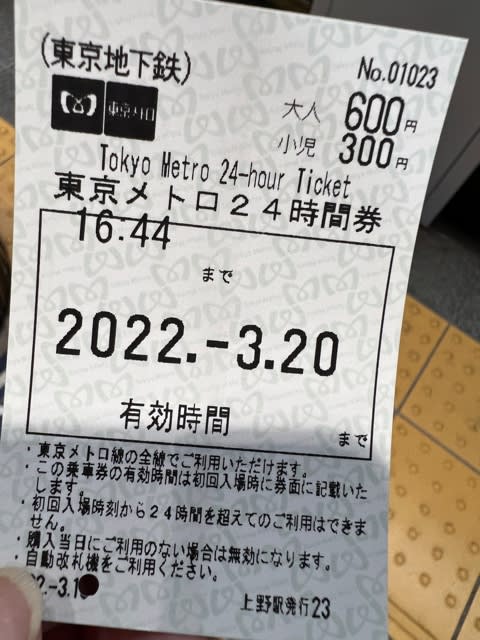 (東京地下鉄)
No.01023
東京メトロ
大人 600円
小児 300円
Tokyo Metro 24-hour Ticket
東京メトロ24時間券
16:44
まで
2022.-3.20
有効時間
まで
・東京メトロ線の全線でご利用いただけます。
・この乗車券の有効時間は初回入場時に券面に記載いた
します。
・初回入場時刻から24時間を超えてのご利用はできま
せん。
・購入当日にご利用のない場合は無効になります。
・自動改札機をご利用ください。
22.-3.1
上野駅発行23